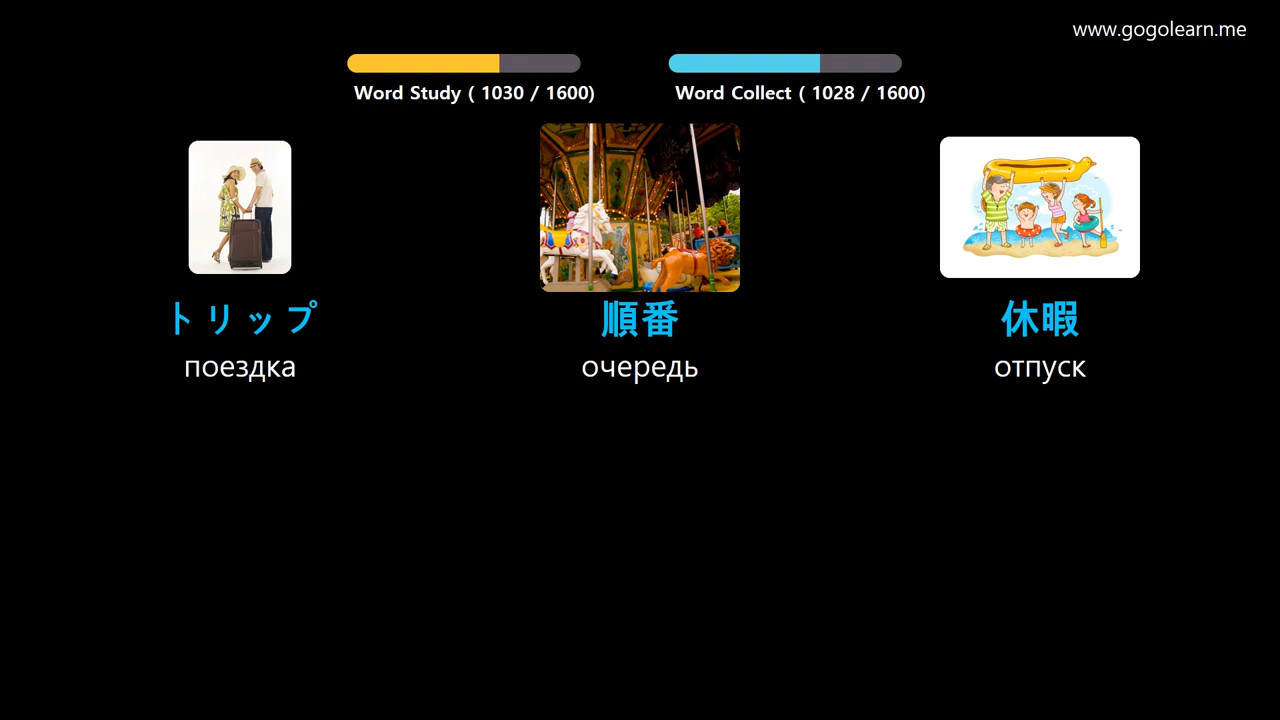 www.gogolearn.me
Word Study ( 1030 / 1600)
Word Collect ( 1028 / 1600)
トリップ
順番
休暇
поездка
очередь
отпуск